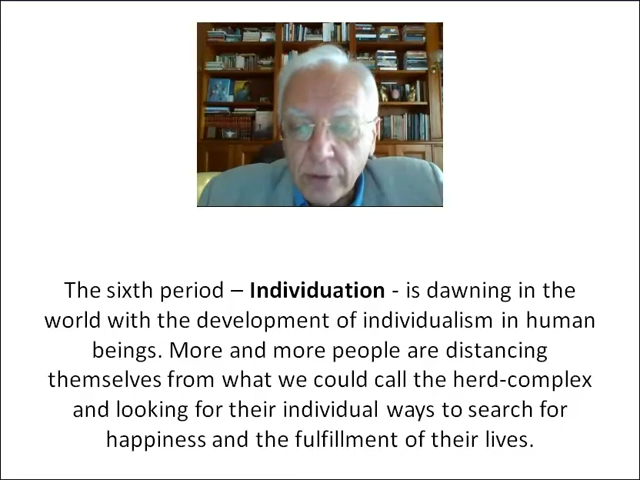 The sixth period – Individuation - is dawning in the
world with the development of individualism in human
beings. More and more people are distancing
themselves from what we could call the herd-complex
and looking for their individual ways to search for
happiness and the fulfillment of their lives.